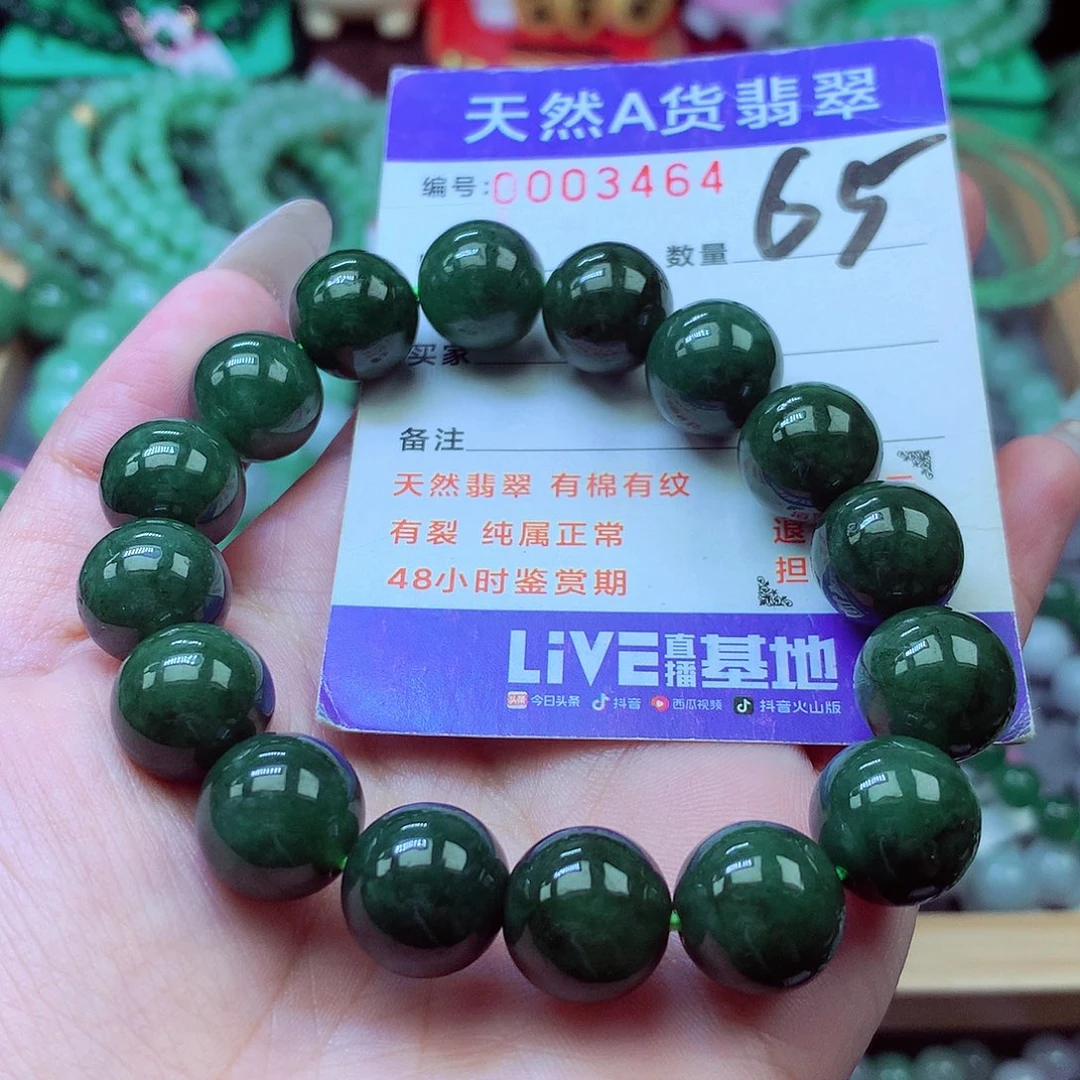 天然A货翡翠
编号:0003464
65
数量
买家
备注
天然翡翠 有棉有纹
有裂 纯属正常
48小时鉴赏期
退
担
LiVE直播基地
头条 今日头条 抖音 西瓜视频 抖音火山版